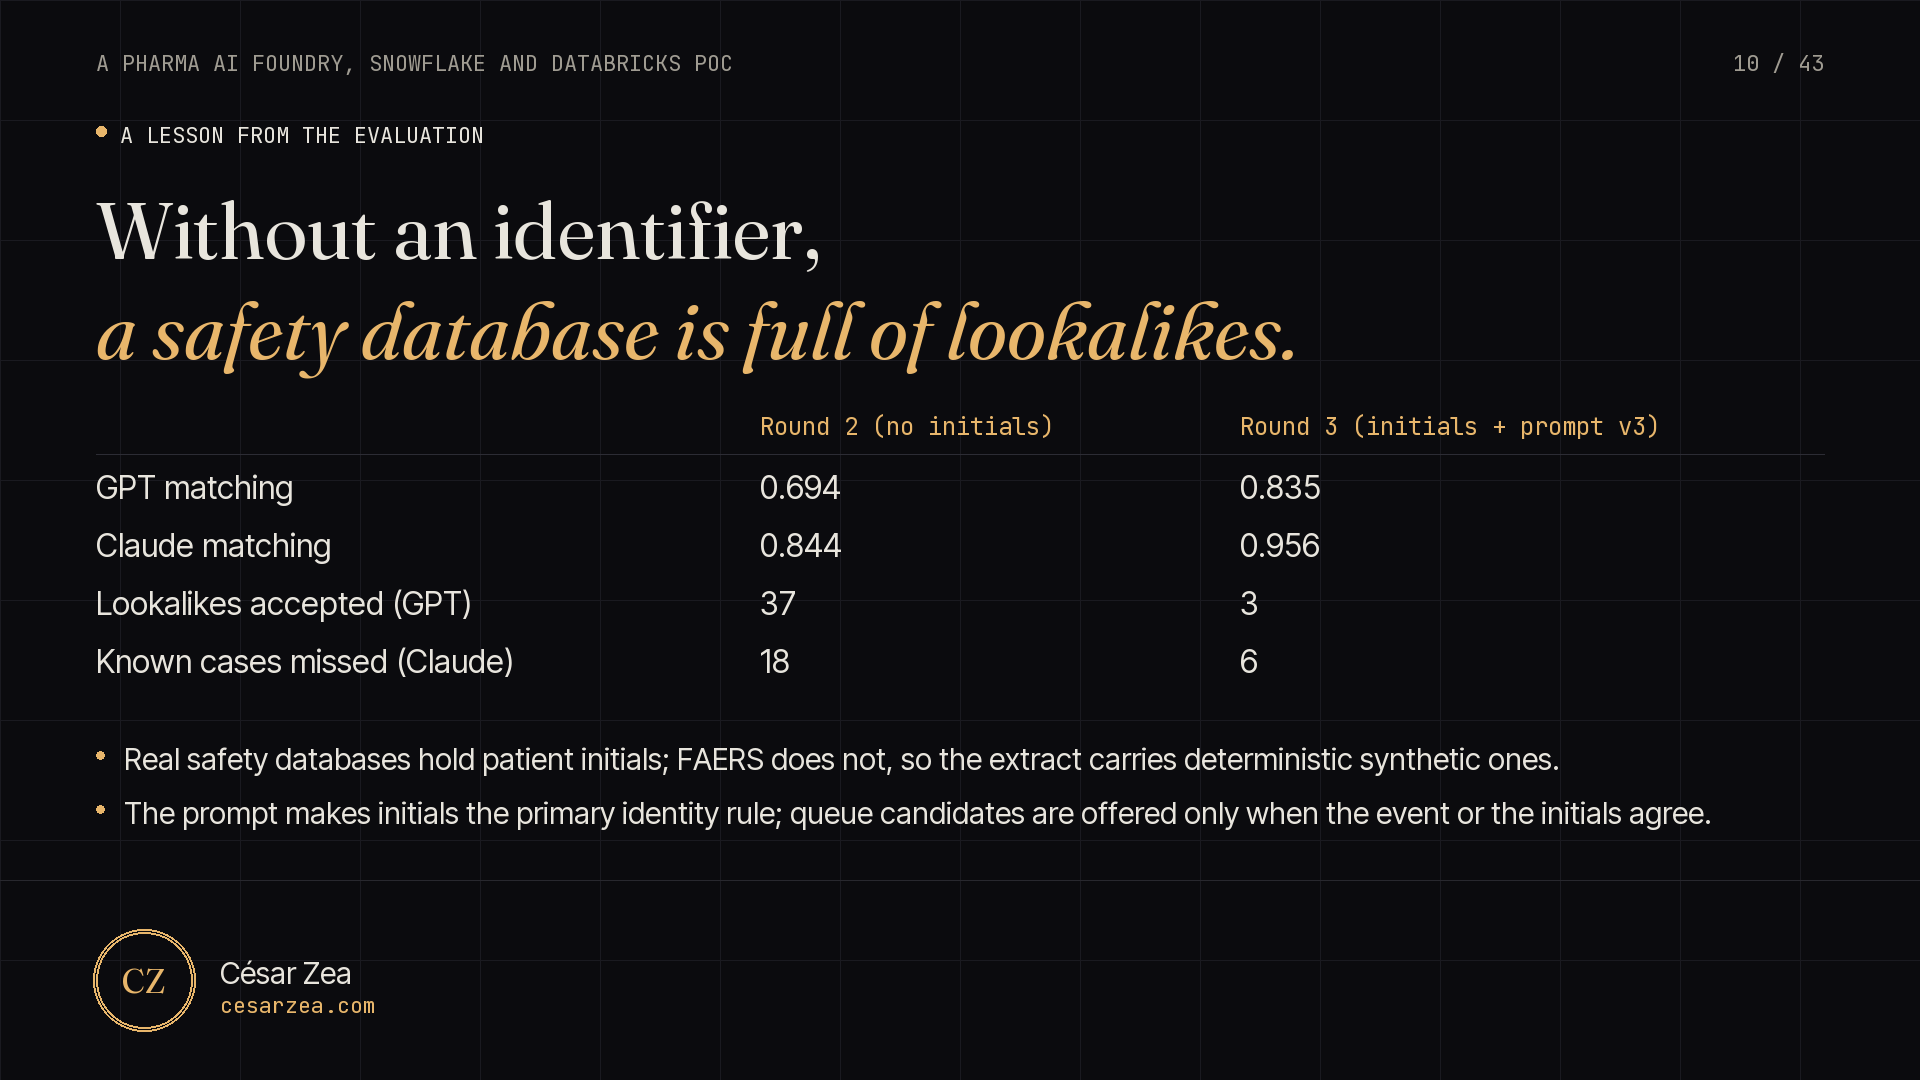 A PHARMA AI FOUNDRY, SNOWFLAKE AND DATABRICKS POC
10 / 43
A LESSON FROM THE EVALUATION
Without an identifier,
a safety database is full of lookalikes.
Round 2 (no initials) Round 3 (initials + prompt v3)
GPT matching 0.694 0.835
Claude matching 0.844 0.956
Lookalikes accepted (GPT) 37 3
Known cases missed (Claude) 18 6
Real safety databases hold patient initials; FAERS does not, so the extract carries deterministic synthetic ones.
The prompt makes initials the primary identity rule; queue candidates are offered only when the event or the initials agree.
CZ
César Zea
cesarzea.com